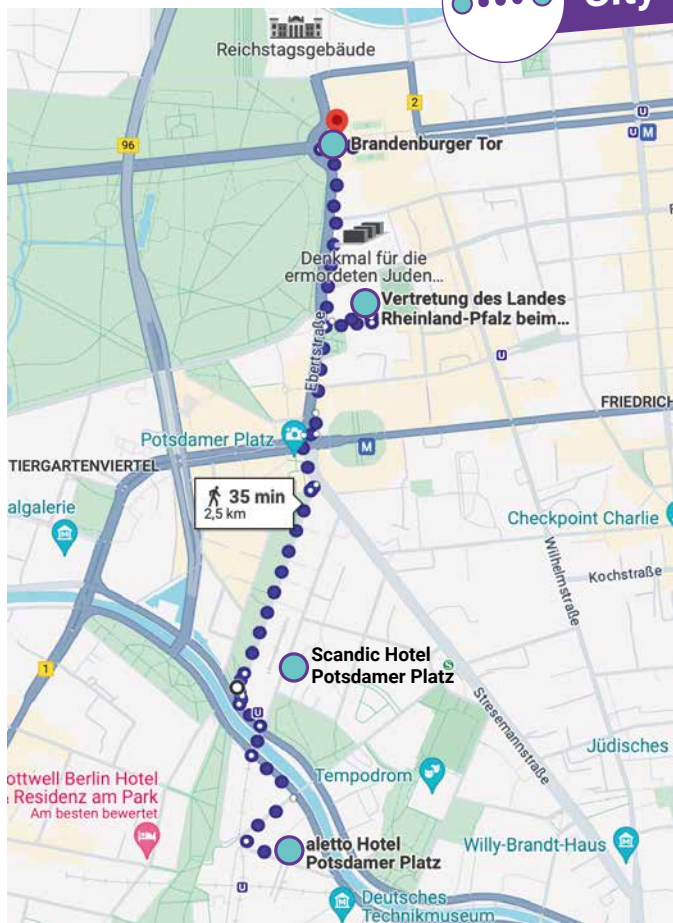 City
Reichstagsgebäude
2
U
U M
96
Brandenburger Tor
Denkmal für die
ermordeten Juden...
Vertretung des Landes
Rheinland-Pfalz beim...
Ebertstraße
U
FRIEDRICH
Potsdamer Platz
M
TIERGARTENVIERTEL
35 min
2,5 km
algalerie
Checkpoint Charlie
Wilhelmstraße
Kochstraße
Scandic Hotel
Potsdamer Platz
S
1
Stresemannstraße
U
Jüdisches
ottwell Berlin Hotel
Residenz am Park
Am besten bewertet
Tempodrom
aletto Hotel
Potsdamer Platz
Willy-Brandt-Haus
U
Deutsches
Technikmuseum